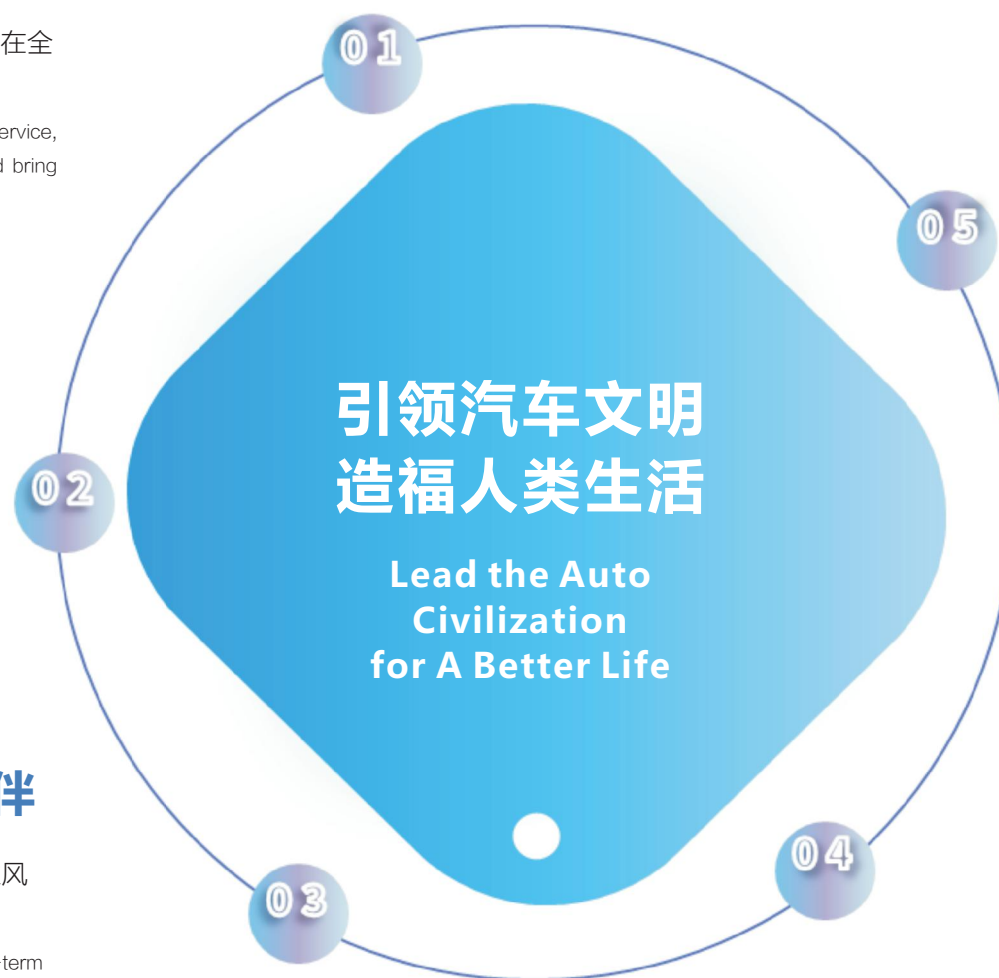 在全
ervice,
bring
01
05
引领汽车文明
造福人类生活
02
Lead the Auto
Civilization
for A Better Life
伴
风
04
03
term